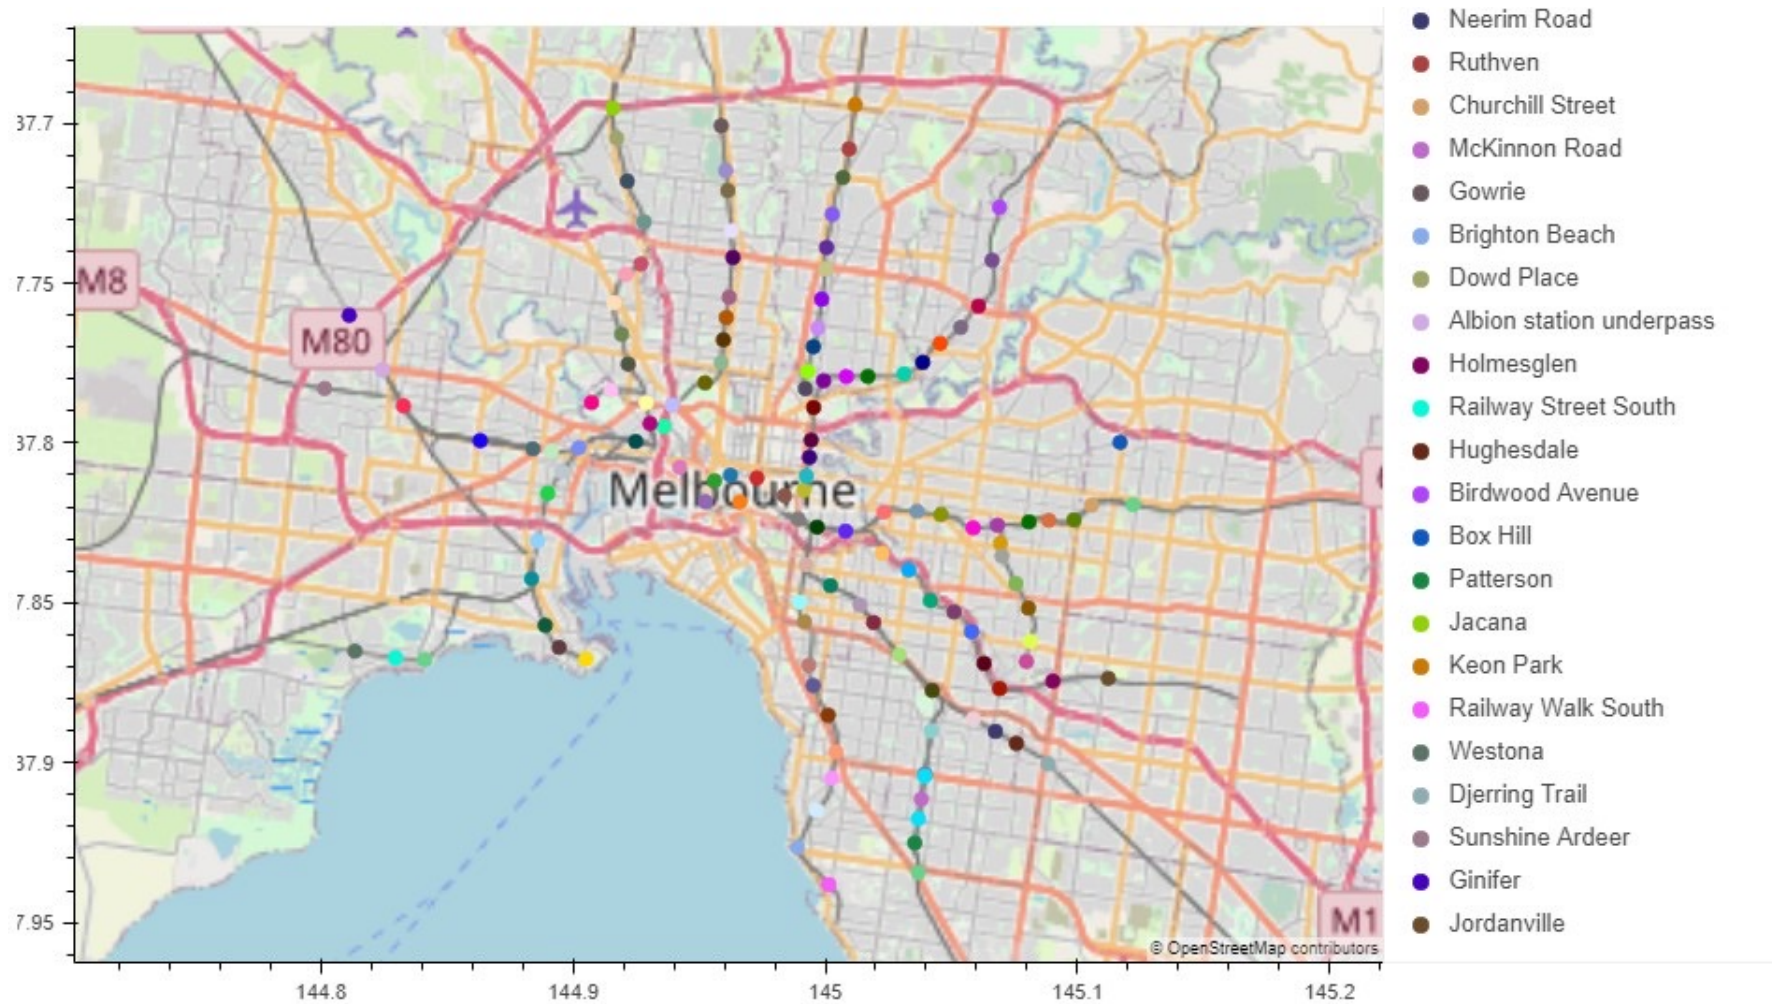 37.7
7.75
37.8
7.85
37.9
7.95
144.8
144.9
145
145.1
145.2
M8
M80
Melbourne
M1
© OpenStreetMap contributors
Neerim Road
Ruthven
Churchill Street
McKinnon Road
Gowrie
Brighton Beach
Dowd Place
Albion station underpass
Holmesglen
Railway Street South
Hughesdale
Birdwood Avenue
Box Hill
Patterson
Jacana
Keon Park
Railway Walk South
Westona
Djerring Trail
Sunshine Ardeer
Ginifer
Jordanville